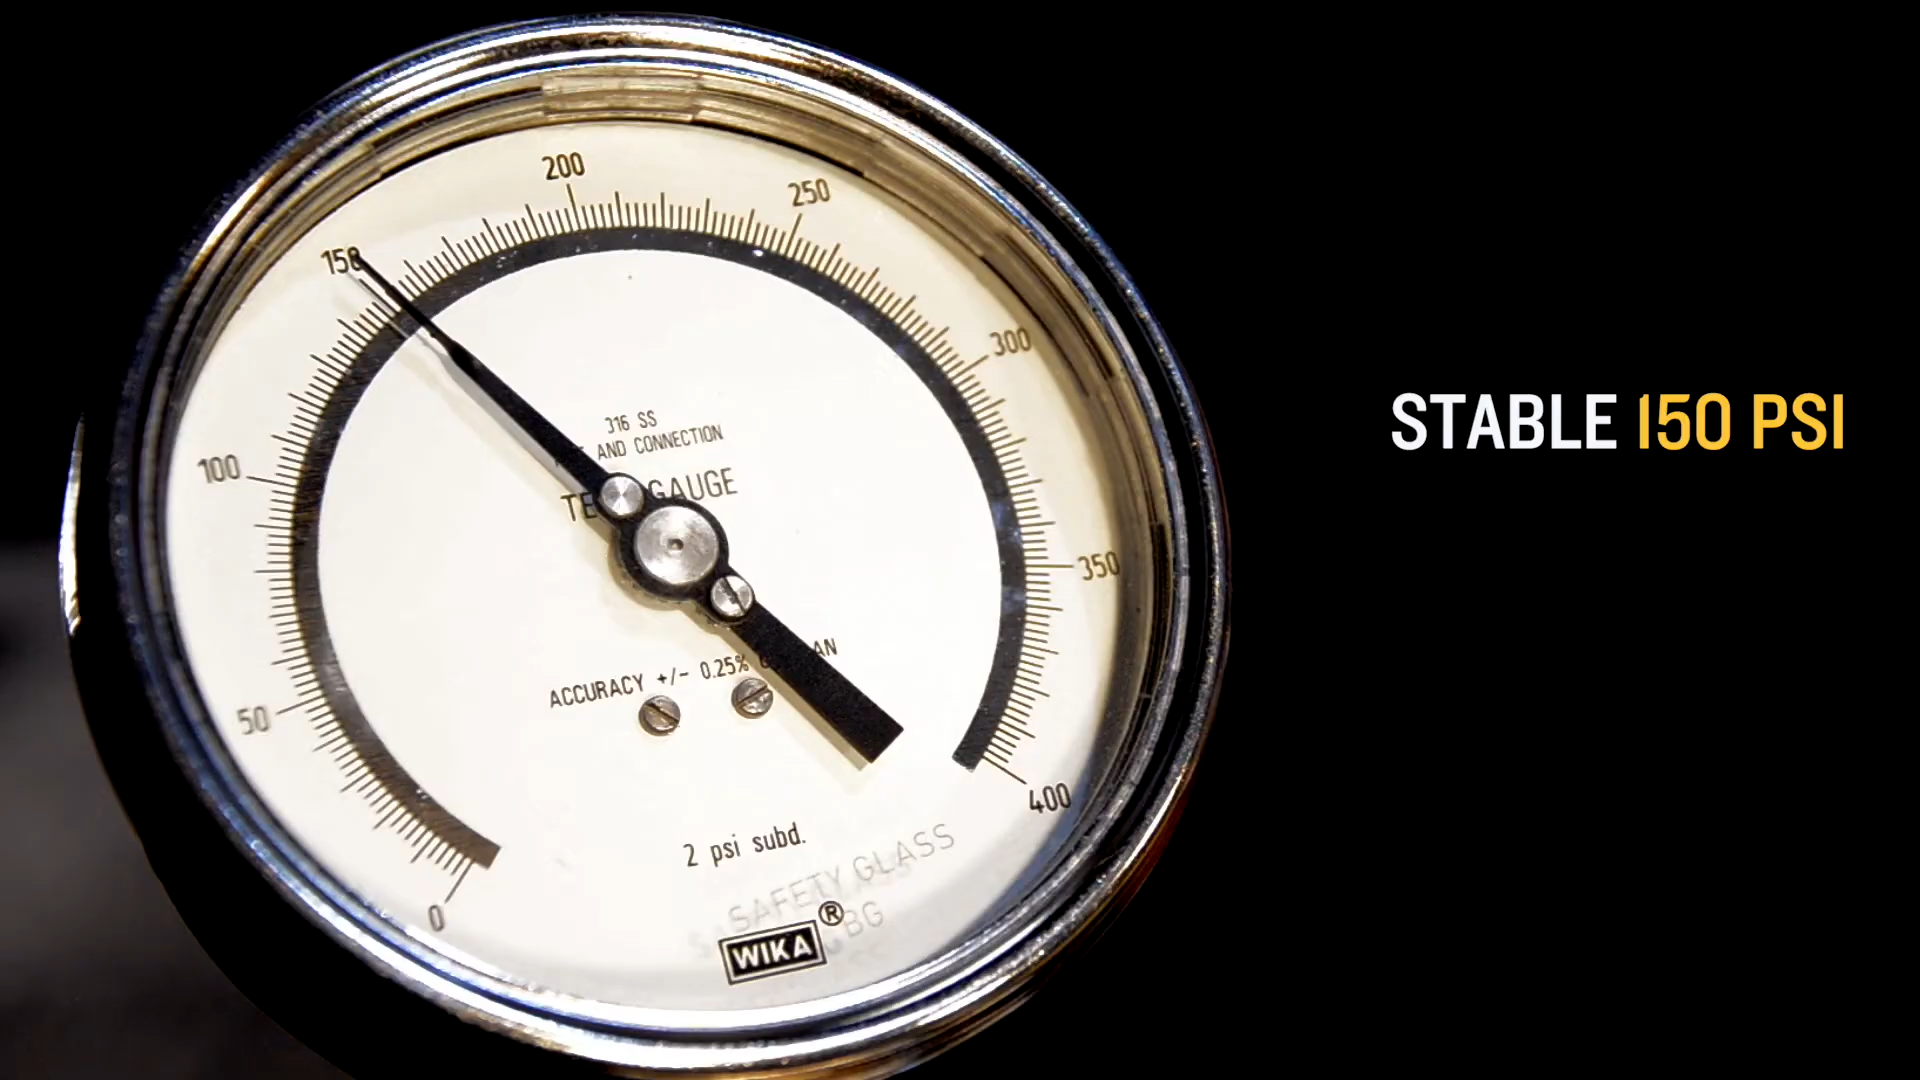 200
250
150
300
STABLE 150 PSI
316 SS
AND CONNECTION
100
GAUGE
350
ACCURACY +/- 0.25%
50
400
2 psi subd.
SAFETY GLASS
0
WIKA®
BG